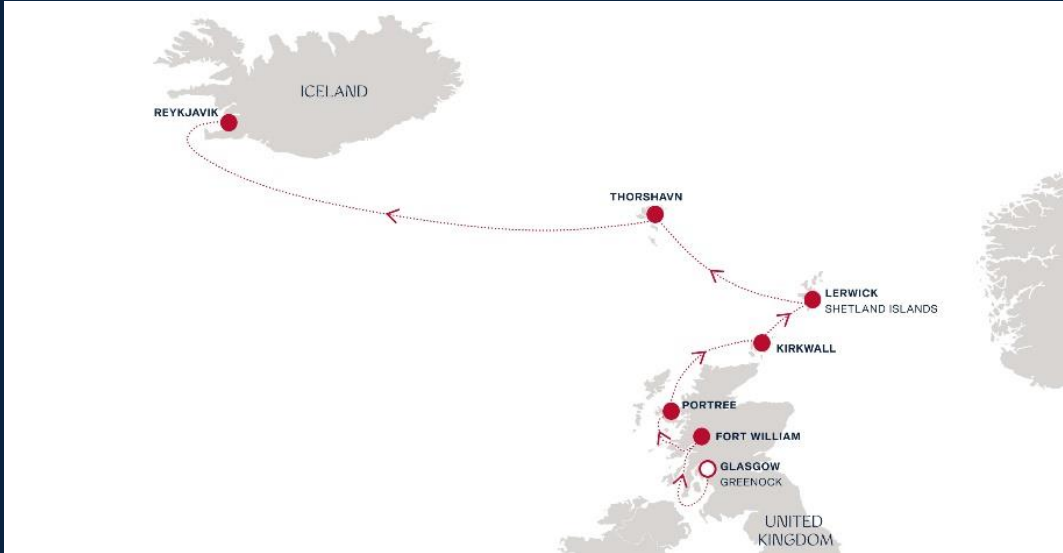 ICELAND
REYKJAVIK
THORSHAVN
LERWICK
SHETLAND ISLANDS
KIRKWALL
PORTREE
FORT WILLIAM
GLASGOW
GREENOCK
UNITED
KINGDOM